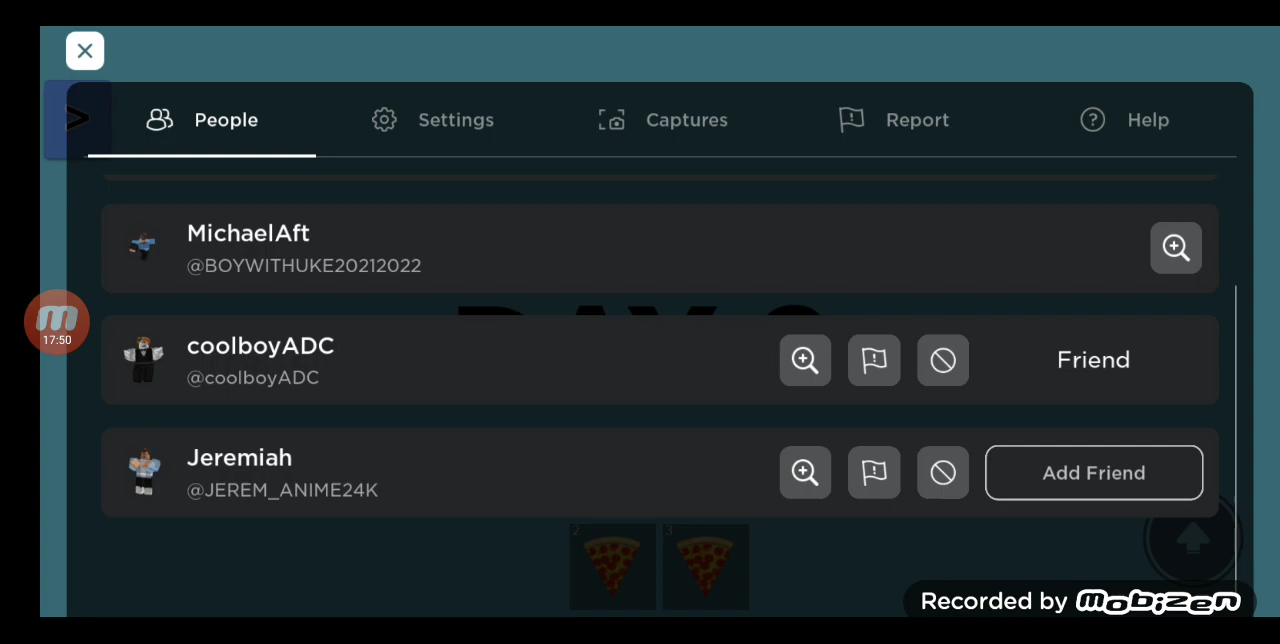 People
Settings
Captures
Report
Help
>
MichaelAft
@BOYWITHUKE20212022
17:50
coolboyADC
@coolboyADC
Friend
Jeremiah
@JEREM_ANIME24K
Add Friend
2
3
Recorded by mobizen